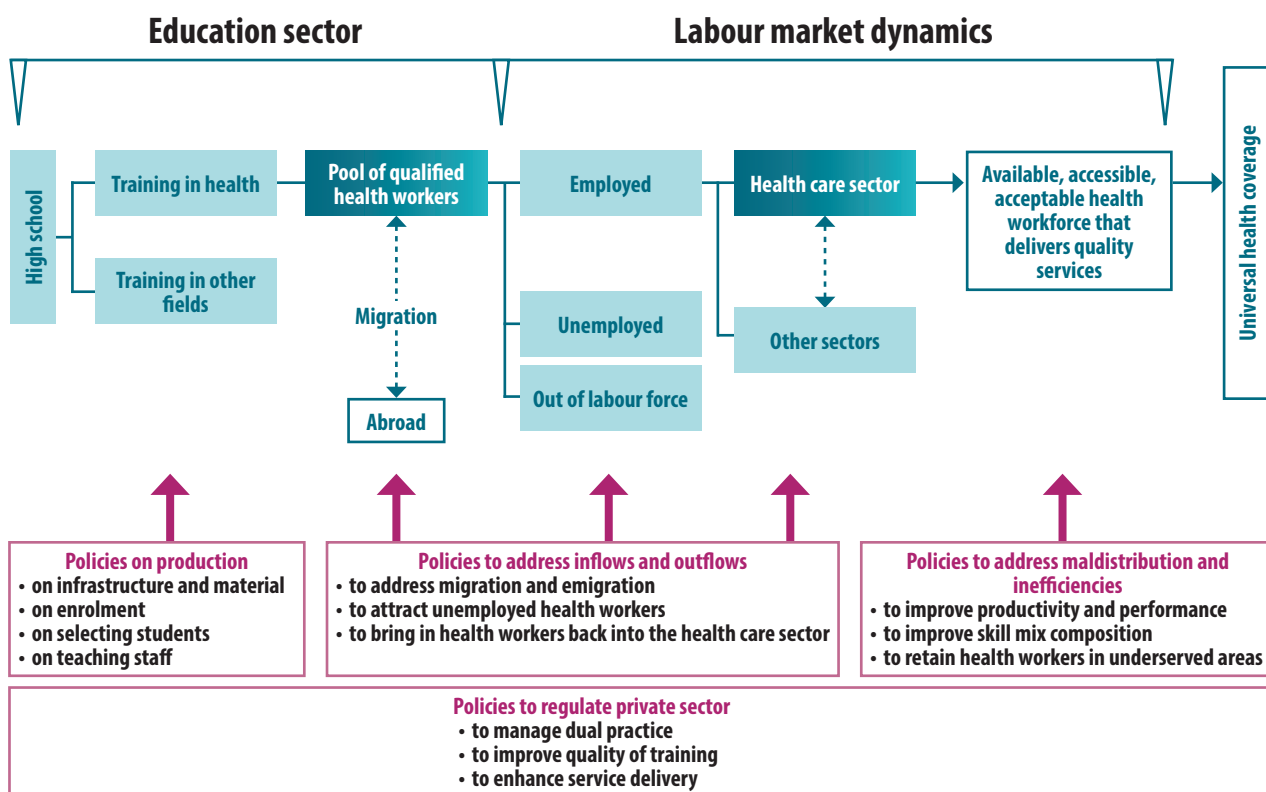 Education sector
Labour market dynamics
High school
Training in health
Training in other
fields
Pool of qualified
health workers
Migration
Abroad
Employed
Unemployed
Out of labour force
Health care sector
Other sectors
Available, accessible,
acceptable health
workforce that
delivers quality
services
Universal health coverage
Policies on production
• on infrastructure and material
• on enrolment
• on selecting students
• on teaching staff
Policies to address inflows and outflows
• to address migration and emigration
• to attract unemployed health workers
• to bring in health workers back into the health care sector
Policies to address maldistribution and
inefficiencies
• to improve productivity and performance
• to improve skill mix composition
• to retain health workers in underserved areas
Policies to regulate private sector
• to manage dual practice
• to improve quality of training
• to enhance service delivery